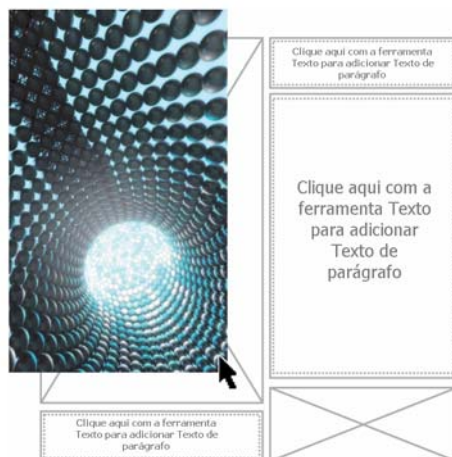 Clique aqui com a ferramenta
Texto para adicionar Texto de
parágrafo
Clique aqui com a
ferramenta Texto
para adicionar
Texto de
parágrafo
Clique aqui com a ferramenta
Texto para adicionar Texto de
parágrafo